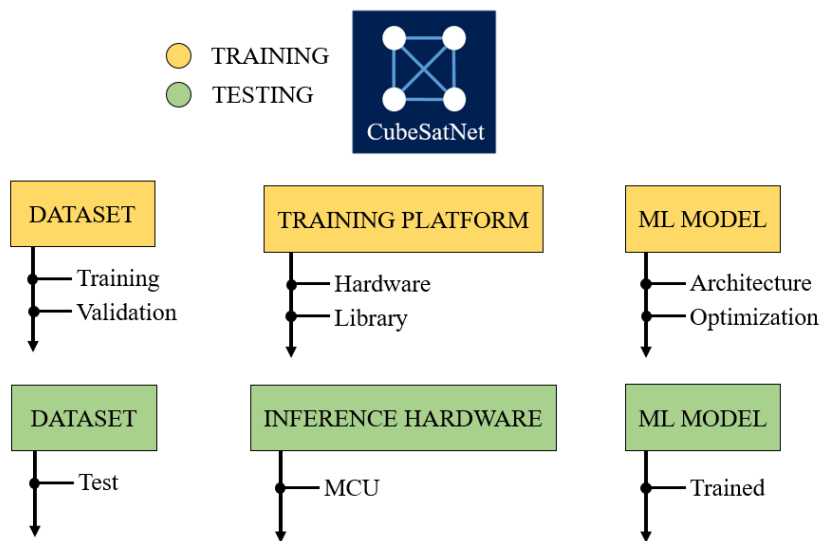 TRAINING
TESTING
CubeSatNet
DATASET
Training
Validation
TRAINING PLATFORM
Hardware
Library
ML MODEL
Architecture
Optimization
DATASET
Test
INFERENCE HARDWARE
MCU
ML MODEL
Trained